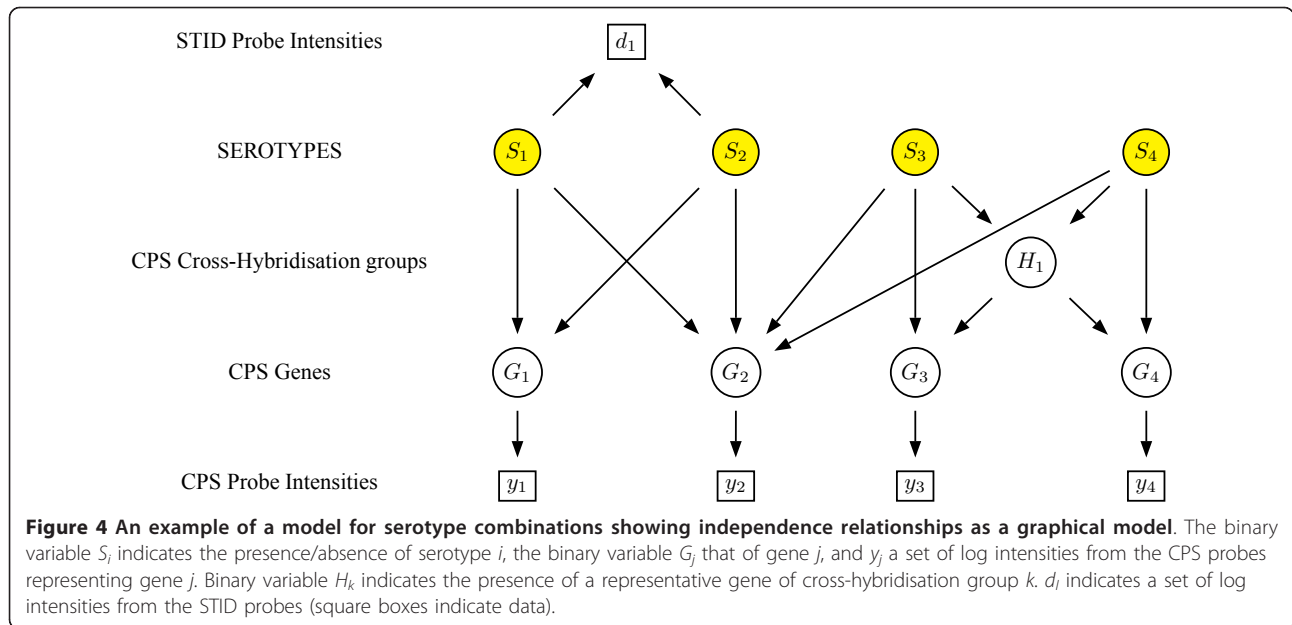 STID Probe Intensities
d₁
SEROTYPES
S₁ S₂ S₃ S₄
CPS Cross-Hybridisation groups
H₁
CPS Genes
G₁ G₂ G₃ G₄
CPS Probe Intensities
y₁ y₂ y₃ y₄
Figure 4 An example of a model for serotype combinations showing independence relationships as a graphical model. The binary
variable Sᵢ indicates the presence/absence of serotype i, the binary variable Gⱼ that of gene j, and yⱼ a set of log intensities from the CPS probes
representing gene j. Binary variable Hₖ indicates the presence of a representative gene of cross-hybridisation group k. dₗ indicates a set of log
intensities from the STID probes (square boxes indicate data).